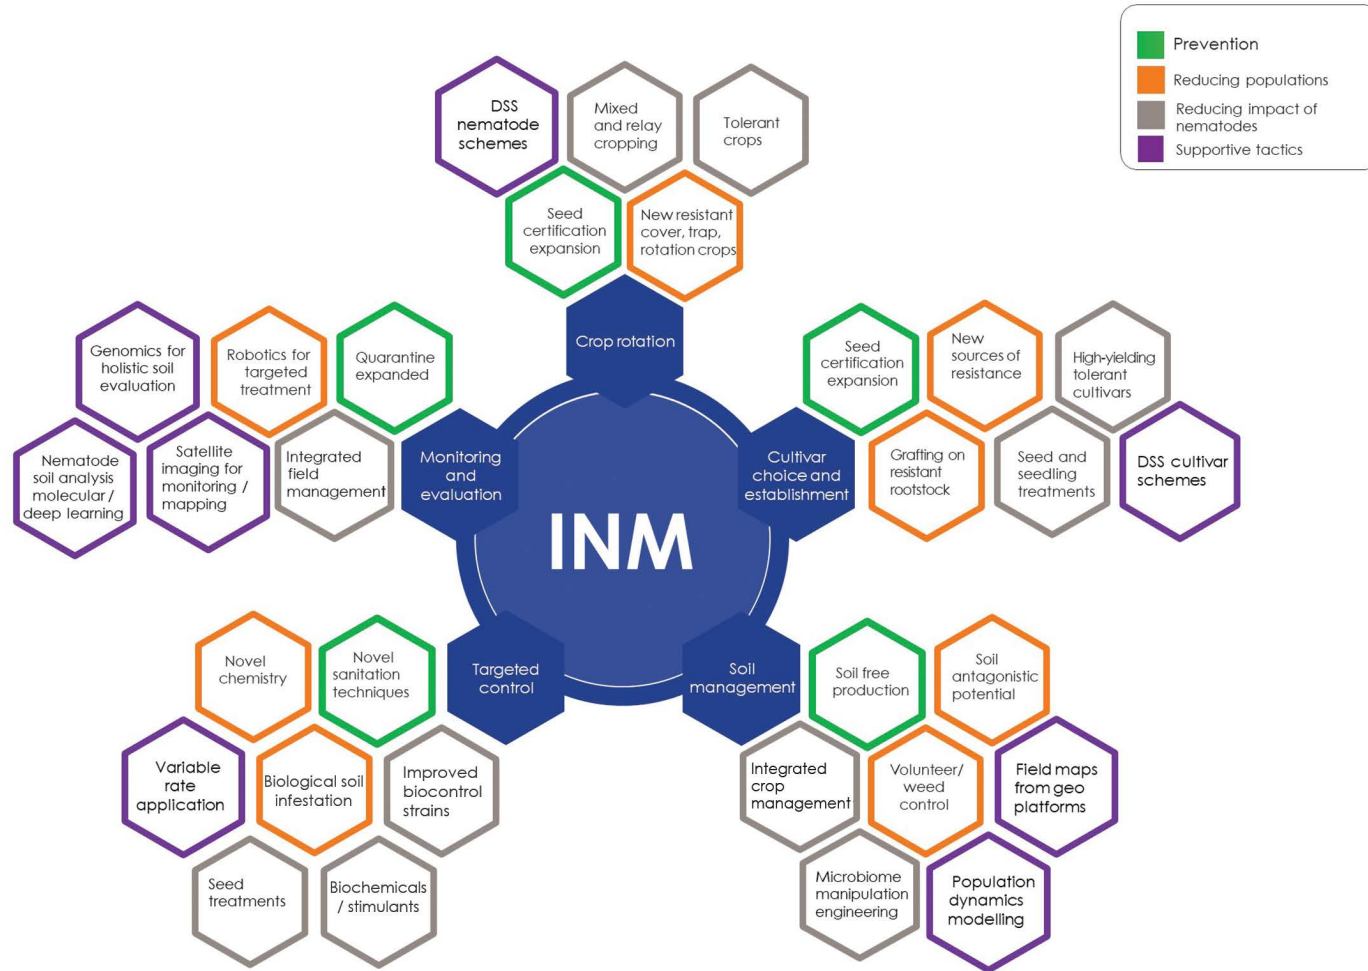 Prevention
Reducing populations
Reducing impact of
nematodes
Supportive tactics
DSS
nematode
schemes
Mixed
and relay
cropping
Tolerant
crops
Seed
certification
expansion
New resistant
cover, trap,
rotation crops
Crop rotation
Genomics for
holistic soil
evaluation
Robotics for
targeted
treatment
Quarantine
expanded
Nematode
soil analysis
molecular/
deep learning
Satellite
imaging for
monitoring /
mapping
Integrated
field
management
Monitoring
and
evaluation
Seed
certification
expansion
New
sources of
resistance
High-yielding
tolerant
cultivars
Cultivar
choice and
establishment
Grafting on
resistant
rootstock
Seed and
seedling
treatments
DSS cultivar
schemes
INM
Novel
chemistry
Novel
sanitation
techniques
Targeted
control
Variable
rate
application
Biological soil
infestation
Improved
biocontrol
strains
Seed
treatments
Biochemicals
/ stimulants
Soil
management
Soil free
production
Soil
antagonistic
potential
Integrated
crop
management
Volunteer/
weed
control
Field maps
from geo
platforms
Microbiome
manipulation
engineering
Population
dynamics
modelling